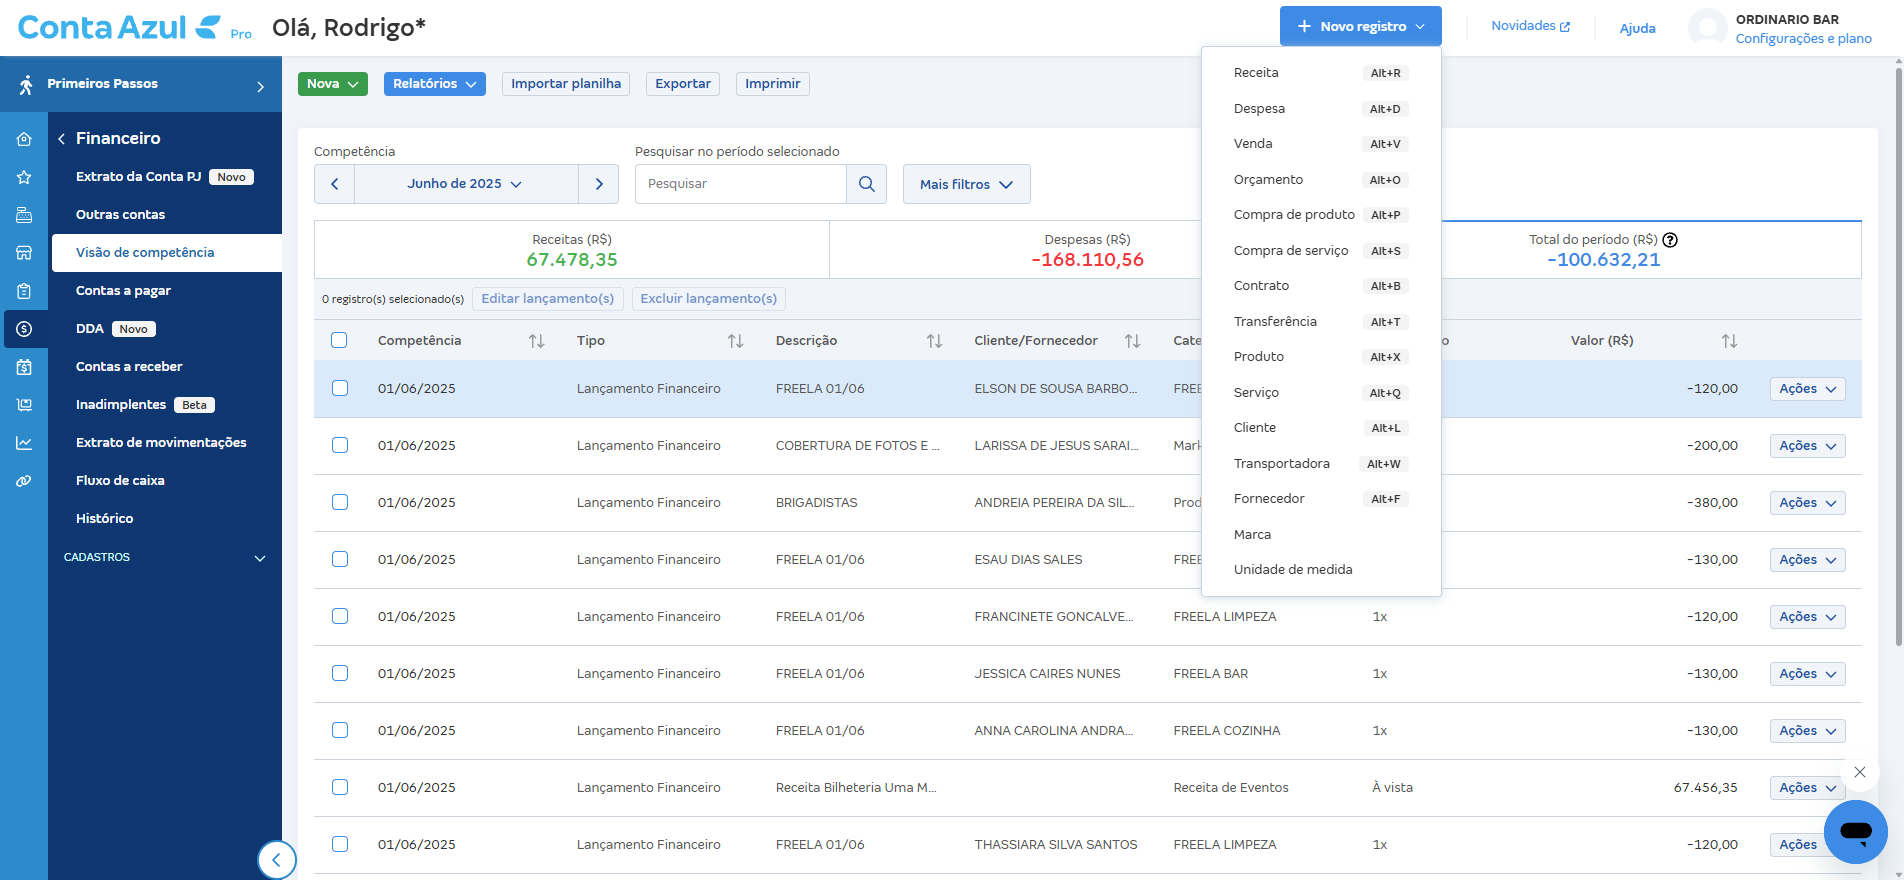 Conta Azul Pro
Olá, Rodrigo*
Novo registro
Novidades
Ajuda
ORDINARIO BAR
Configurações e plano
Primeiros Passos
Financeiro
Extrato da Conta PJ Novo
Outras contas
Visão de competência
Contas a pagar
DDA Novo
Contas a receber
Inadimplentes Beta
Extrato de movimentações
Fluxo de caixa
Histórico
CADASTROS
Nova
Relatórios
Importar planilha
Exportar
Imprimir
Competência
Junho de 2025
Pesquisar no período selecionado
Pesquisar
Mais filtros
Receitas (R$)
67.478,35
Despesas (R$)
-168.110,56
Total do período (R$)
-100.632,21
0 registro(s) selecionado(s) Editar lançamento(s) Excluir lançamento(s)
Competência Tipo Descrição Cliente/Fornecedor Cate o Valor (R$)
01/06/2025 Lançamento Financeiro FREELA 01/06 ELSON DE SOUSA BARBO... FREE -120,00 Ações
01/06/2025 Lançamento Financeiro COBERTURA DE FOTOS E ... LARISSA DE JESUS SARAI... Mark -200,00 Ações
01/06/2025 Lançamento Financeiro BRIGADISTAS ANDREIA PEREIRA DA SIL... Prod -380,00 Ações
01/06/2025 Lançamento Financeiro FREELA 01/06 ESAU DIAS SALES FREE -130,00 Ações
01/06/2025 Lançamento Financeiro FREELA 01/06 FRANCINETE GONCALVE... FREELA LIMPEZA 1x -120,00 Ações
01/06/2025 Lançamento Financeiro FREELA 01/06 JESSICA CAIRES NUNES FREELA BAR 1x -130,00 Ações
01/06/2025 Lançamento Financeiro FREELA 01/06 ANNA CAROLINA ANDRA... FREELA COZINHA 1x -130,00 Ações
01/06/2025 Lançamento Financeiro Receita Bilheteria Uma M... Receita de Eventos À vista 67.456,35 Ações
01/06/2025 Lançamento Financeiro FREELA 01/06 THASSIARA SILVA SANTOS FREELA LIMPEZA 1x -120,00 Ações
Receita Alt+R
Despesa Alt+D
Venda Alt+V
Orçamento Alt+O
Compra de produto Alt+P
Compra de serviço Alt+S
Contrato Alt+B
Transferência Alt+T
Produto Alt+X
Serviço Alt+Q
Cliente Alt+L
Transportadora Alt+W
Fornecedor Alt+F
Marca
Unidade de medida